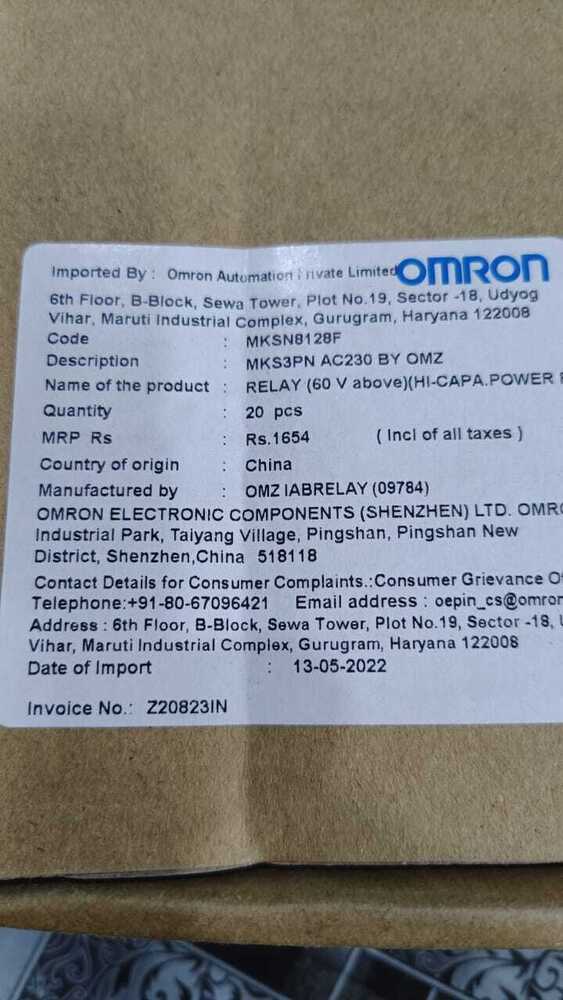 Imported By : Omron Automation Private Limited OMRON
6th Floor, B-Block, Sewa Tower, Plot No.19, Sector -18, Udyog
Vihar, Maruti Industrial Complex, Gurugram, Haryana 122008
Code : MKSN8128F
Description : MKS3PN AC230 BY OMZ
Name of the product : RELAY (60 V above)(HI-CAPA.POWER
Quantity : 20 pcs
MRP Rs : Rs.1654 ( Incl of all taxes )
Country of origin : China
Manufactured by : OMZ IABRELAY (09784)
OMRON ELECTRONIC COMPONENTS (SHENZHEN) LTD. OMRO
Industrial Park, Taiyang Village, Pingshan, Pingshan New
District, Shenzhen,China 518118
Contact Details for Consumer Complaints.:Consumer Grievance
Telephone:+91-80-67096421 Email address : oepin_cs@omron
Address : 6th Floor, B-Block, Sewa Tower, Plot No.19, Sector -18,
Vihar, Maruti Industrial Complex, Gurugram, Haryana 122008
Date of Import : 13-05-2022
Invoice No.: Z20823IN